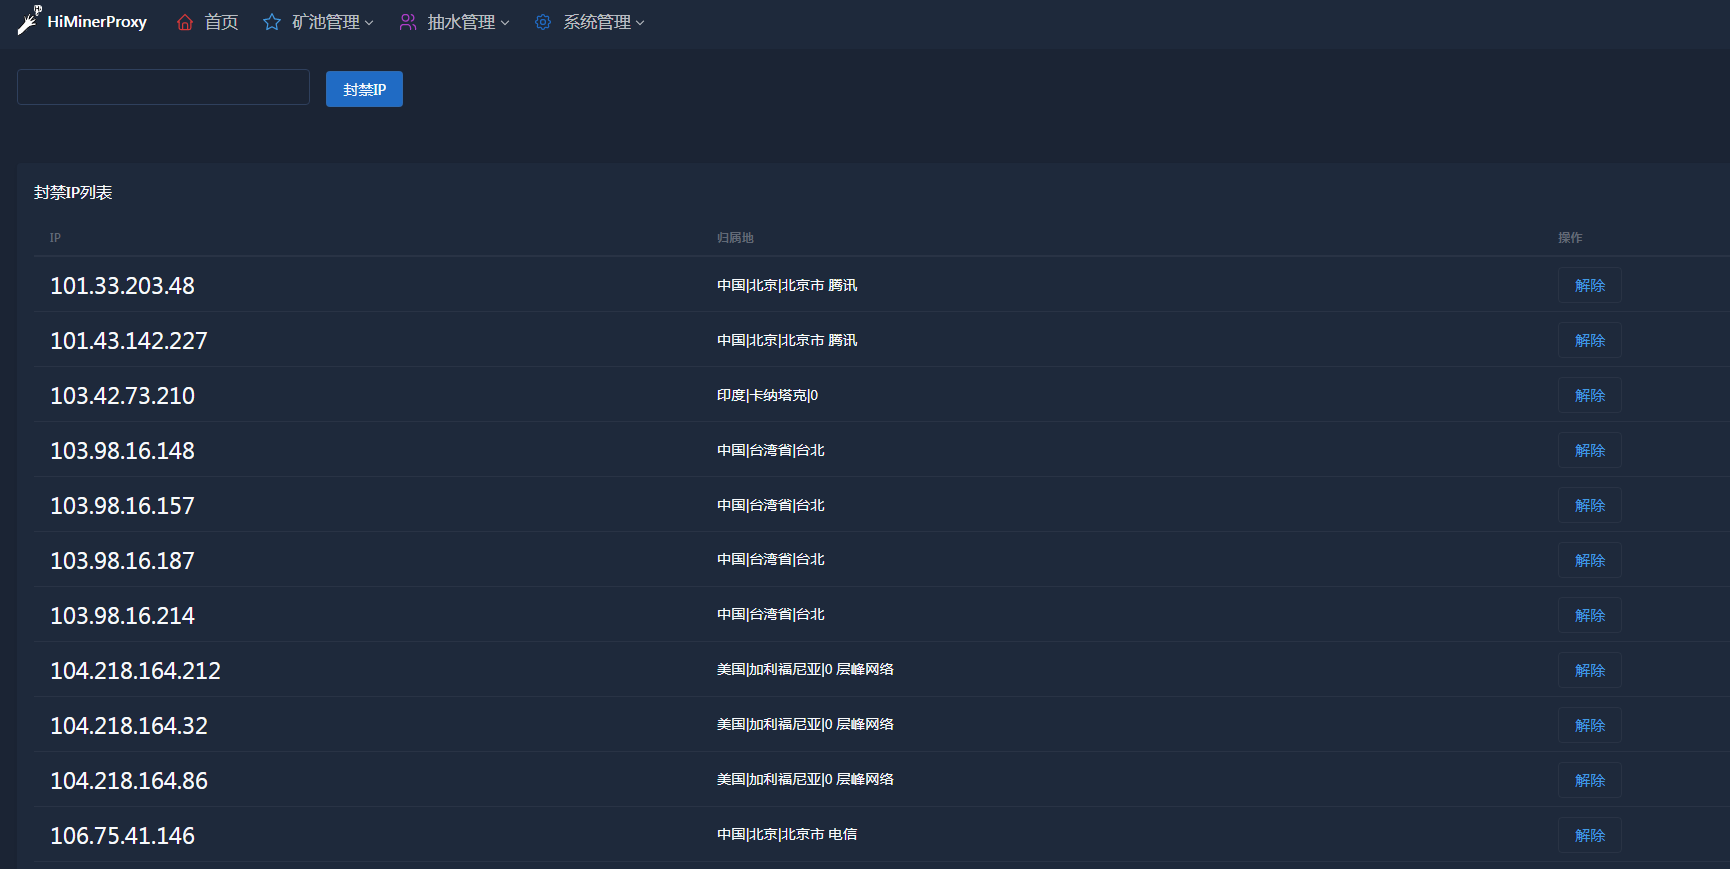 HiMinerProxy 首页 矿池管理 抽水管理 系统管理
封禁IP
封禁IP列表
IP 归属地 操作
101.33.203.48 中国|北京|北京市 腾讯 解除
101.43.142.227 中国|北京|北京市 腾讯 解除
103.42.73.210 印度|卡纳塔克|0 解除
103.98.16.148 中国|台湾省|台北 解除
103.98.16.157 中国|台湾省|台北 解除
103.98.16.187 中国|台湾省|台北 解除
103.98.16.214 中国|台湾省|台北 解除
104.218.164.212 美国|加利福尼亚|0 层峰网络 解除
104.218.164.32 美国|加利福尼亚|0 层峰网络 解除
104.218.164.86 美国|加利福尼亚|0 层峰网络 解除
106.75.41.146 中国|北京|北京市 电信 解除